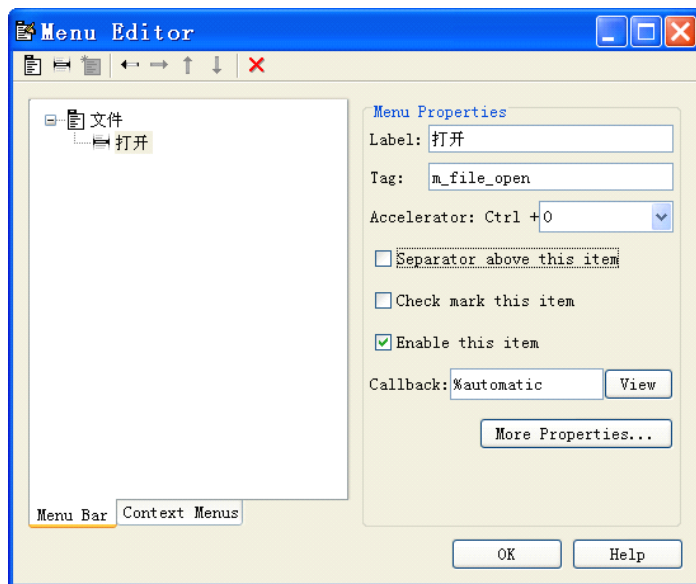 Menu Editor
文件
打开
Menu Bar
Context Menus
Menu Properties
Label: 打开
Tag: m_file_open
Accelerator: Ctrl + O
Separator above this item
Check mark this item
Enable this item
Callback: %automatic View
More Properties...
OK Help